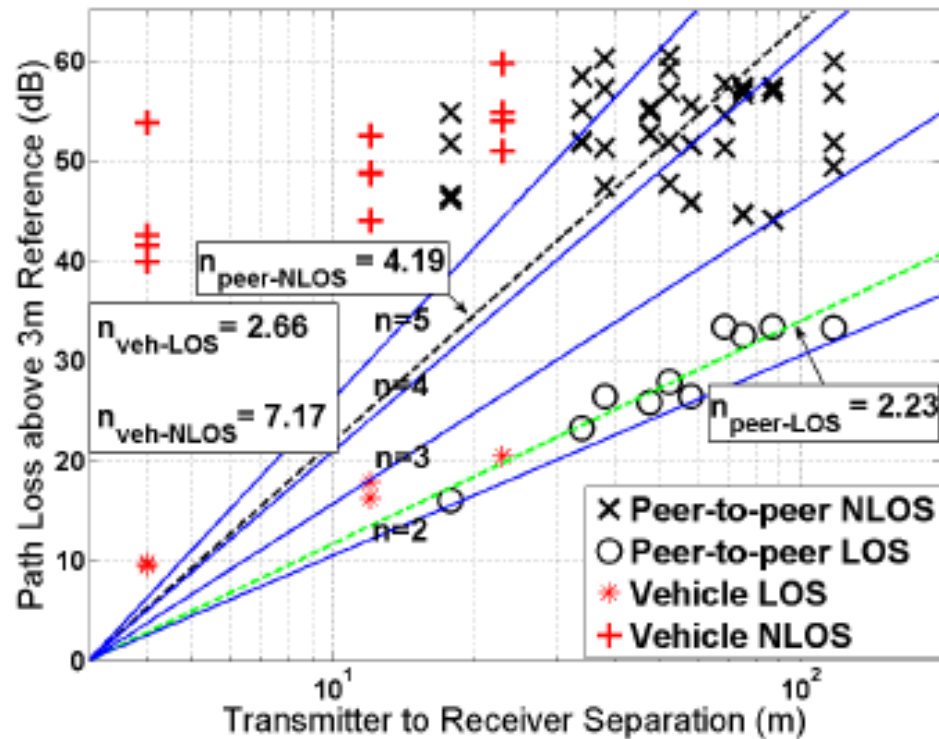 Path Loss above 3m Reference (dB)
60
50
40
30
20
10
0
n_peer-NLOS = 4.19
n_veh-LOS = 2.66
n_veh-NLOS = 7.17
n=5
n=4
n=3
n=2
n_peer-LOS = 2.23
Peer-to-peer NLOS
Peer-to-peer LOS
Vehicle LOS
Vehicle NLOS
10^1
10^2
Transmitter to Receiver Separation (m)